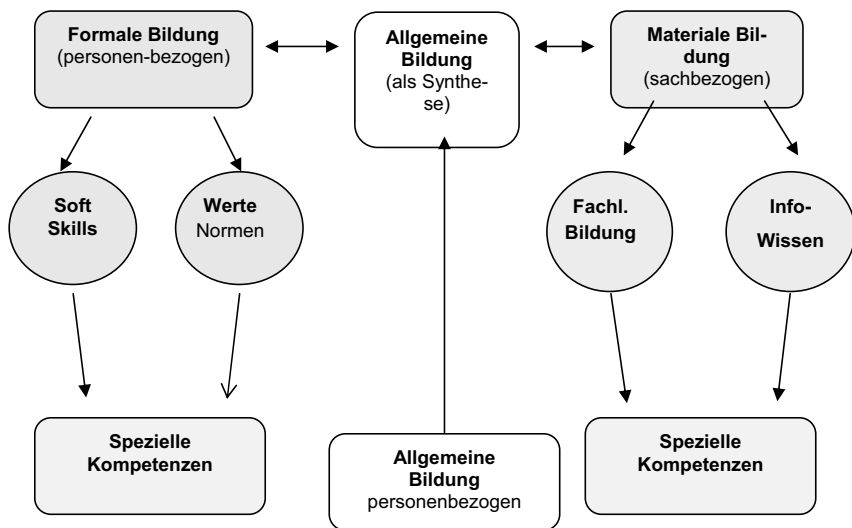 Formale Bildung
(personen-bezogen)
Allgemeine
Bildung
(als Synthe-
se)
Materiale Bil-
dung
(sachbezogen)
Soft
Skills
Werte
Normen
Fachl.
Bildung
Info-
Wissen
Spezielle
Kompetenzen
Allgemeine
Bildung
personenbezogen
Spezielle
Kompetenzen